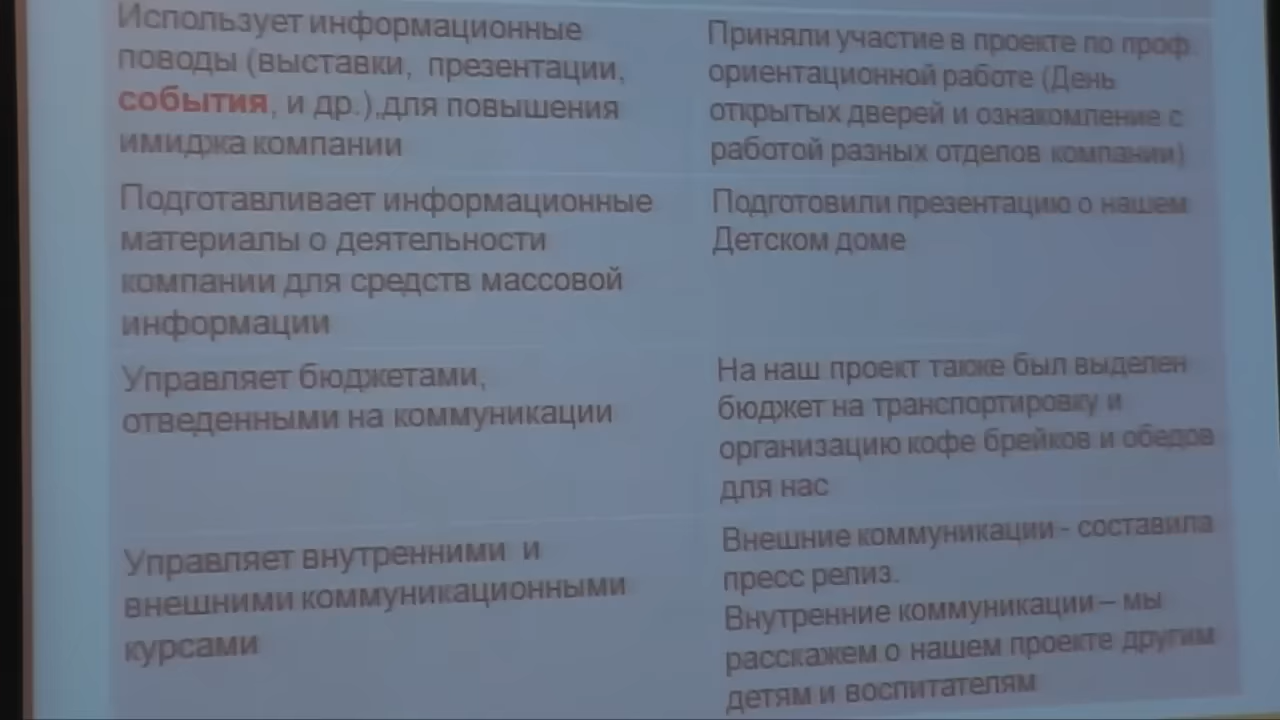 Использует информационные
поводы (выставки, презентации,
события, и др.),для повышения
имиджа компании
Приняли участие в проекте по проф
ориентационной работе (День
открытых дверей и ознакомление с
работой разных отделов компании)
Подготавливает информационные
материалы о деятельности
компании для средств массовой
информации
Подготовили презентацию о нашем
Детском доме
Управляет бюджетами,
отведенными на коммуникации
На наш проект также был выделен
бюджет на транспортировку и
организацию кофе брейков и обедов
для нас
Управляет внутренними и
внешними коммуникационными
курсами
Внешние коммуникации - составила
пресс репиз.
Внутренние коммуникации – мы
расскажем о нашем проекте другим
детям и воспитателям